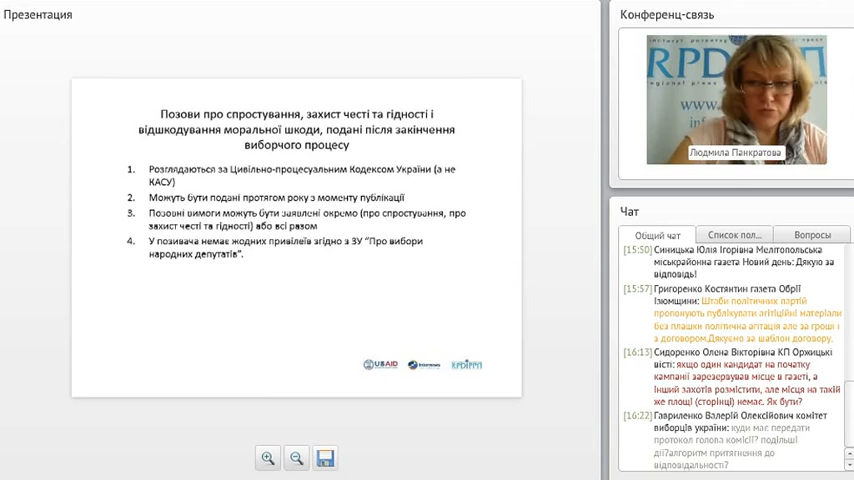 Презентация
Позови про спростування, захист честі та гідності і
відшкодування моральної шкоди, подані після закінчення
виборчого процесу
1. Розглядаються за Цивільно-процесуальним Кодексом України (а не
КАСУ)
2. Можуть бути подані протягом року з моменту публікації
3. Позовні вимоги можуть бути заявлені окремо (про спростування, про
захист честі та гідності) або всі разом
4. У позивача немає жодних привілеїв згідно з ЗУ "Про вибори
народних депутатів".
USAID
Internews
Конференц-связь
RPDI
www.
Людмила Панкратова
Чат
Общий чат
Список пол...
Вопросы
[15:50] Синицька Юлія Ігорівна Мелітопольська
міськрайонна газета Новий день: Дякую за
відповідь!
[15:57] Григоренко Костянтин газета Обрії
Ізюмщини: Штаби політичних партій
пропонують публікувати агітіційні матеріали
без плашки політична агітація але за гроші і
з договором.Дякуємо за шаблон договору.
[16:13] Сидоренко Олена Вікторівна КП Оржицькі
вісті: якщо один кандидат на початку
кампанії зарезервував місце в газеті, а
інший захотів розмістити, але місця на такій
же площі (сторінці) немає. Як бути?
[16:22] Гавриленко Валерій Олексійович комітет
виборців україни: куди має передати
протокол голова комісії? подільші
дії?алгоритм притягнення до
відповідальності?